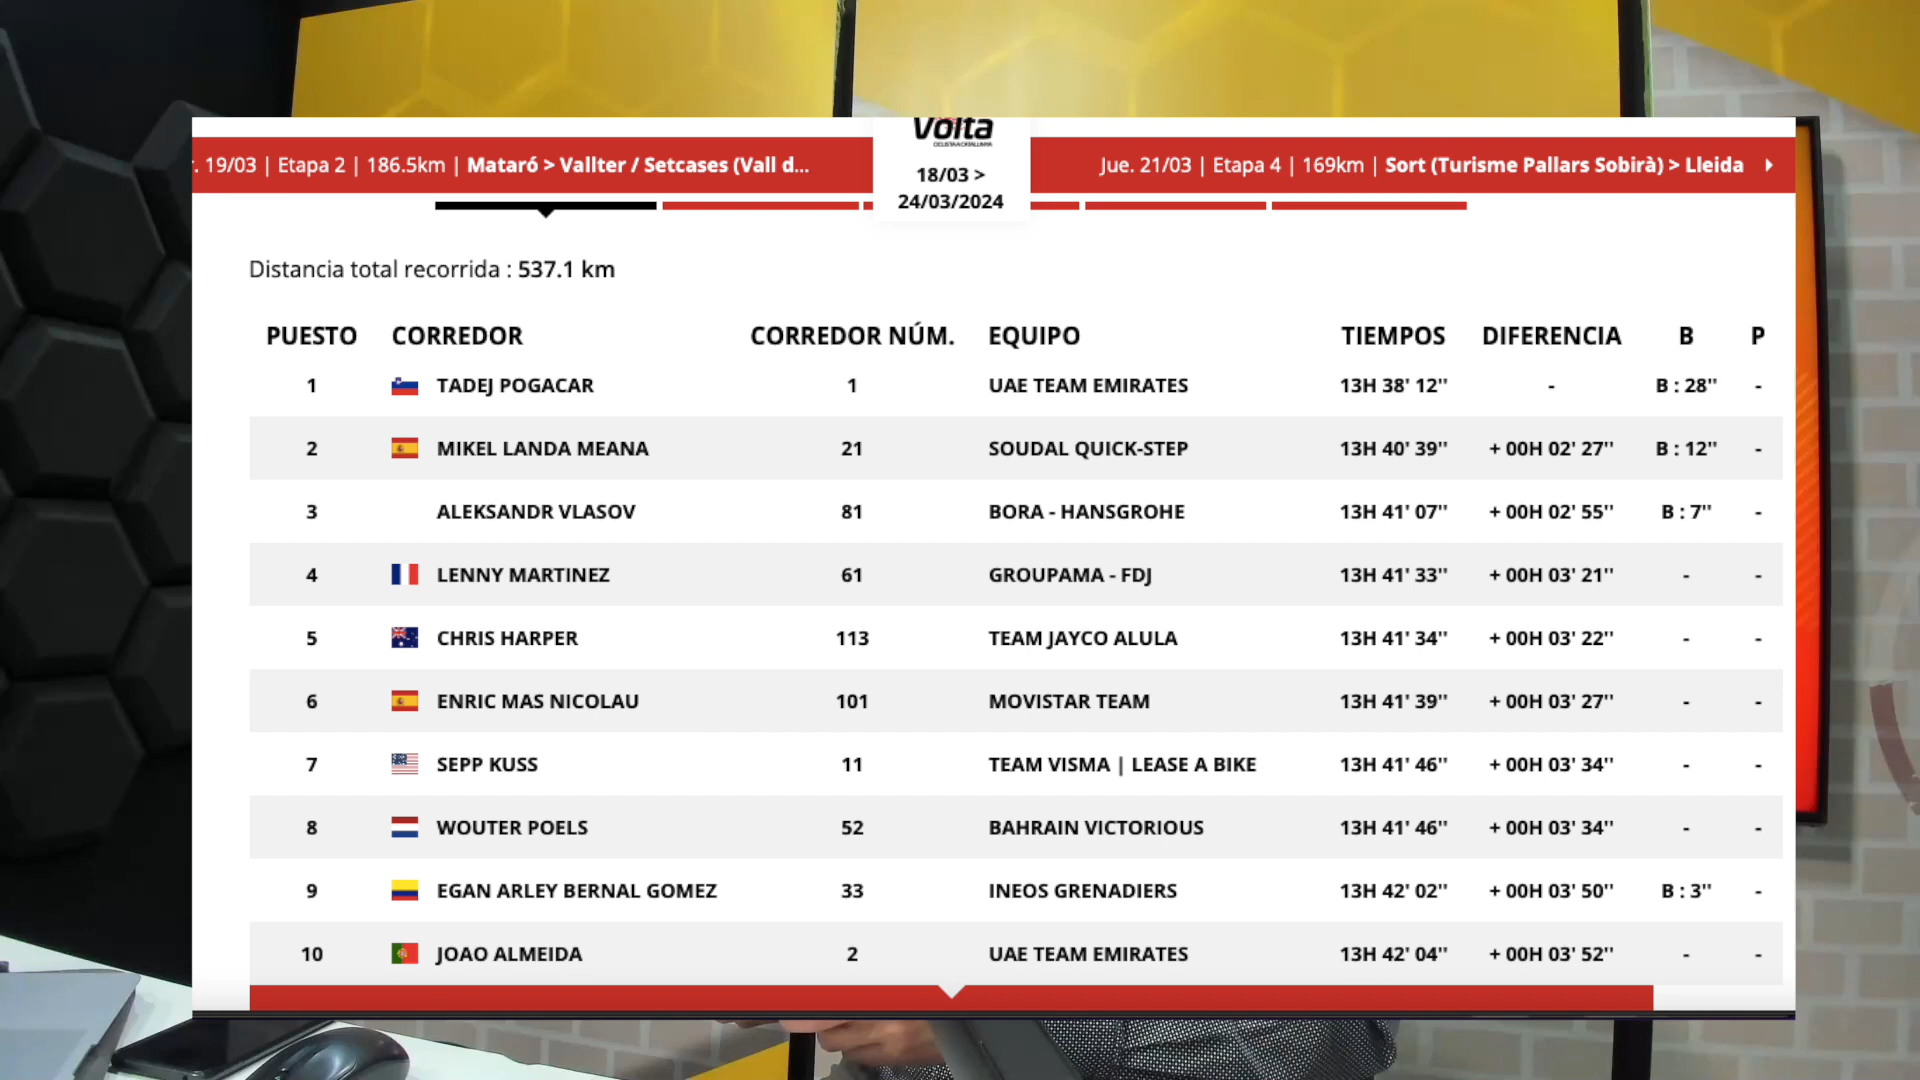 Volta
CICLISTA A CATALUNYA
18/03 >
24/03/2024
. 19/03 | Etapa 2 | 186.5km | Mataró > Vallter / Setcases (Vall d...
Jue. 21/03 | Etapa 4 | 169km | Sort (Turisme Pallars Sobirà) > Lleida
Distancia total recorrida : 537.1 km
PUESTO CORREDOR CORREDOR NÚM. EQUIPO TIEMPOS DIFERENCIA B P
1 TADEJ POGACAR 1 UAE TEAM EMIRATES 13H 38' 12'' - B : 28'' -
2 MIKEL LANDA MEANA 21 SOUDAL QUICK-STEP 13H 40' 39'' + 00H 02' 27'' B : 12'' -
3 ALEKSANDR VLASOV 81 BORA - HANSGROHE 13H 41' 07'' + 00H 02' 55'' B : 7'' -
4 LENNY MARTINEZ 61 GROUPAMA - FDJ 13H 41' 33'' + 00H 03' 21'' - -
5 CHRIS HARPER 113 TEAM JAYCO ALULA 13H 41' 34'' + 00H 03' 22'' - -
6 ENRIC MAS NICOLAU 101 MOVISTAR TEAM 13H 41' 39'' + 00H 03' 27'' - -
7 SEPP KUSS 11 TEAM VISMA | LEASE A BIKE 13H 41' 46'' + 00H 03' 34'' - -
8 WOUTER POELS 52 BAHRAIN VICTORIOUS 13H 41' 46'' + 00H 03' 34'' - -
9 EGAN ARLEY BERNAL GOMEZ 33 INEOS GRENADIERS 13H 42' 02'' + 00H 03' 50'' B : 3'' -
10 JOAO ALMEIDA 2 UAE TEAM EMIRATES 13H 42' 04'' + 00H 03' 52'' - -